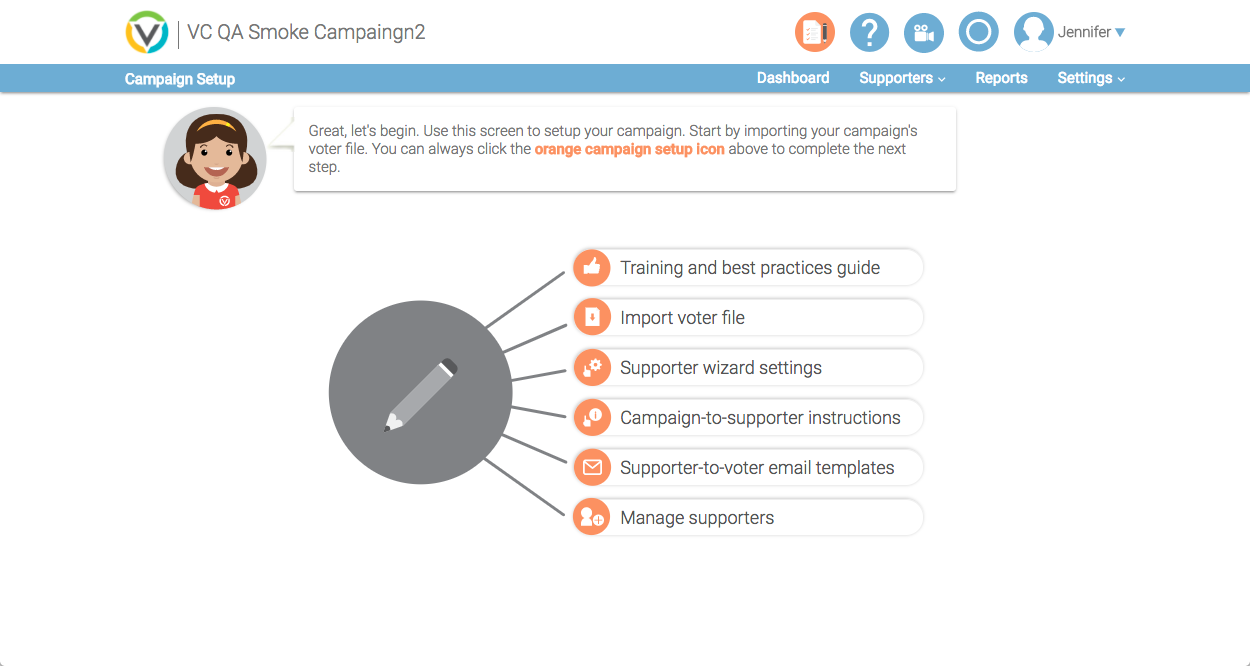 VC QA Smoke Campaingn2
Jennifer
Campaign Setup
Dashboard
Supporters
Reports
Settings
Great, let's begin. Use this screen to setup your campaign. Start by importing your campaign's
voter file. You can always click the orange campaign setup icon above to complete the next
step.
Training and best practices guide
Import voter file
Supporter wizard settings
Campaign-to-supporter instructions
Supporter-to-voter email templates
Manage supporters